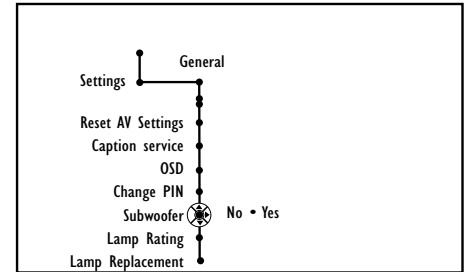 General
Settings
Reset AV Settings
Caption service
OSD
Change PIN
Subwoofer No • Yes
Lamp Rating
Lamp Replacement